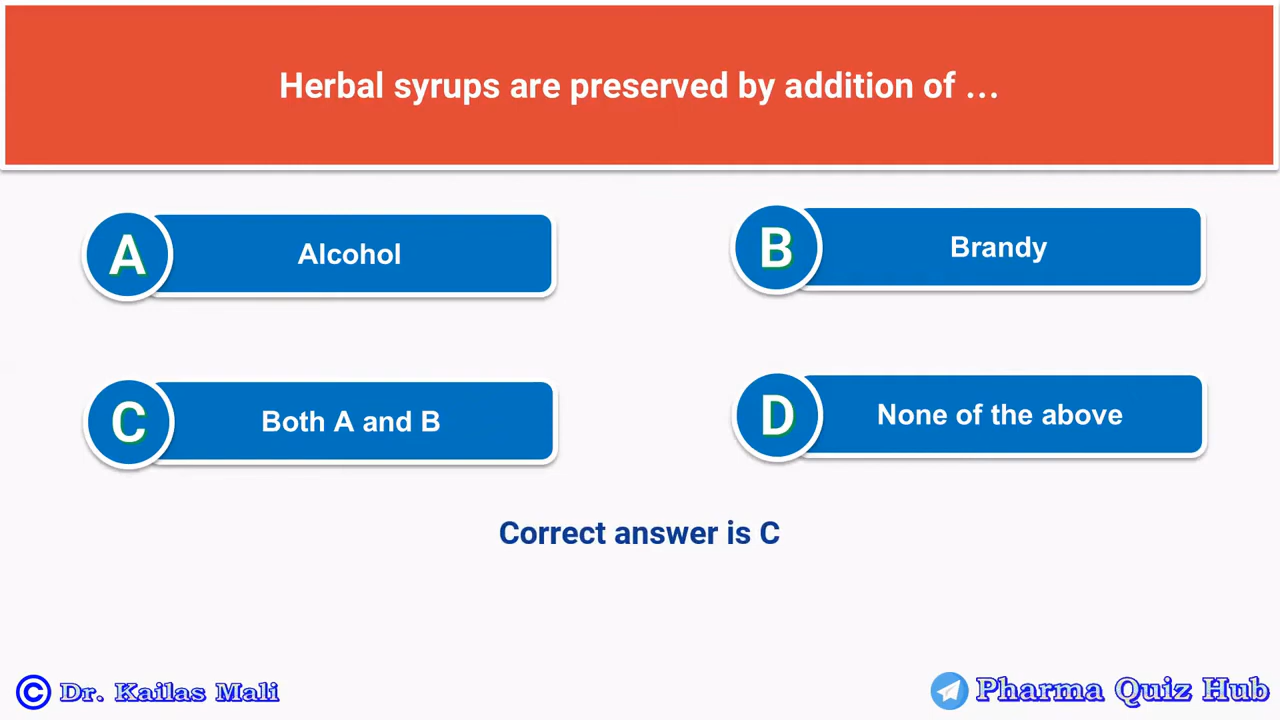 Herbal syrups are preserved by addition of ...
A Alcohol
B Brandy
C Both A and B
D None of the above
Correct answer is C
© Dr. Kailas Mali
Pharma Quiz Hub